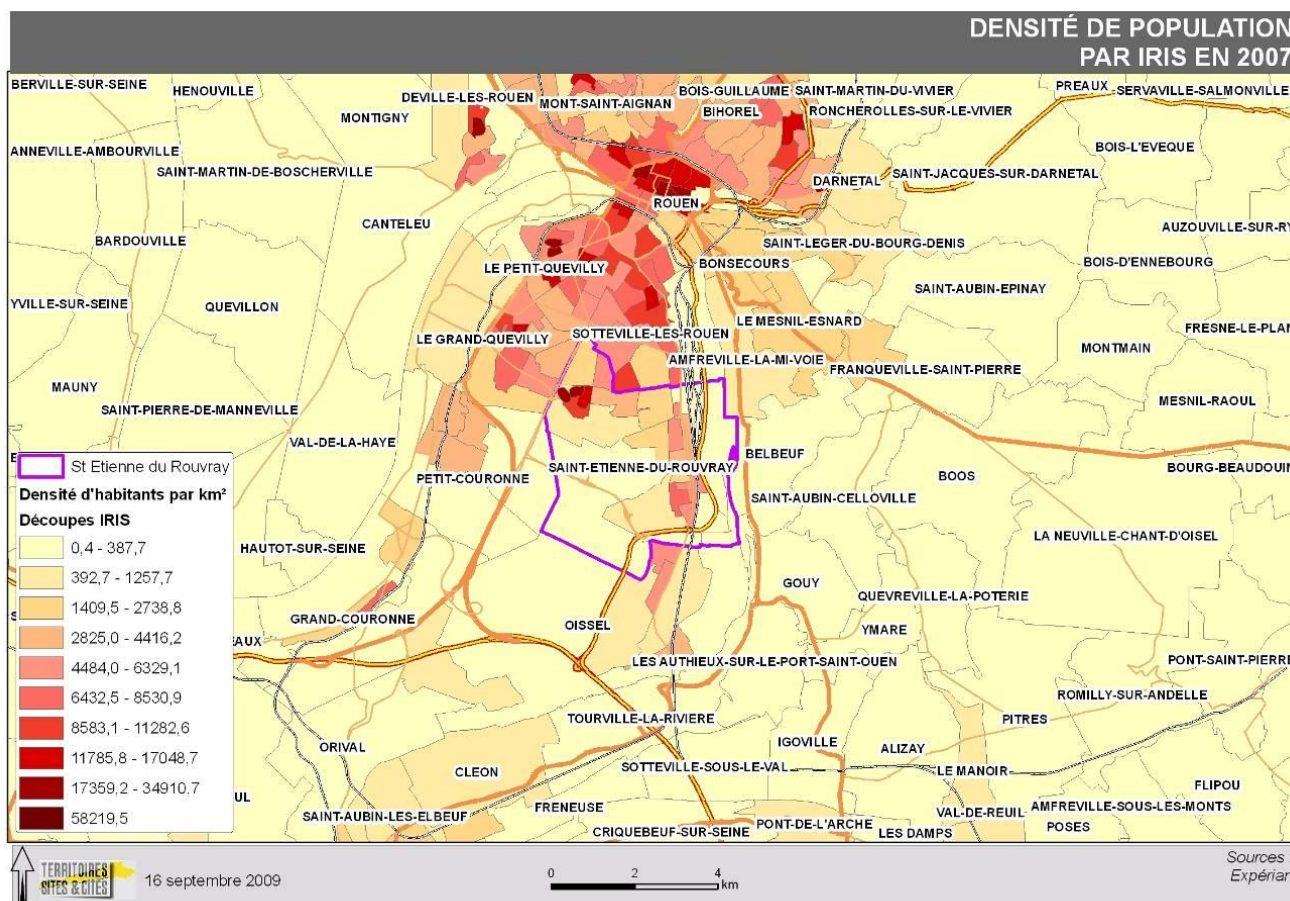 DENSITÉ DE POPULATION
PAR IRIS EN 2007
BERVILLE-SUR-SEINE
HENOUVILLE
MONTIGNY
DEVILLE-LES-ROUEN
MONT-SAINT-AIGNAN
BOIS-GUILLAUME
BIHOREL
SAINT-MARTIN-DU-VIVIER
RONCHEROLLES-SUR-LE-VIVIER
PREAUX
SERVAVILLE-SALMONVILLE
ANNEVILLE-AMBOURVILLE
SAINT-MARTIN-DE-BOSCHERVILLE
BOIS-L'EVEQUE
DARNETAL
SAINT-JACQUES-SUR-DARNETAL
ROUEN
CANTELEU
BARDOUVILLE
AUZOUVILLE-SUR-RY
SAINT-LEGER-DU-BOURG-DENIS
BONSECOURS
LE PETIT-QUEVILLY
BOIS-D'ENNEBOURG
SAINT-AUBIN-EPINAY
YVILLE-SUR-SEINE
QUEVILLON
LE MESNIL-ESNARD
FRESNE-LE-PLAN
SOTTEVILLE-LES-ROUEN
LE GRAND-QUEVILLY
MONTMAIN
AMFREVILLE-LA-MI-VOIE
FRANQUEVILLE-SAINT-PIERRE
MAUNY
SAINT-PIERRE-DE-MANNEVILLE
MESNIL-RAOUL
VAL-DE-LA-HAYE
BELBEUF
SAINT-ETIENNE-DU-ROUVRAY
BOURG-BEAUDOUIN
PETIT-COURONNE
BOOS
SAINT-AUBIN-CELLOVILLE
LA NEUVILLE-CHANT-D'OISEL
HAUTOT-SUR-SEINE
GOUY
QUEVREVILLE-LA-POTERIE
GRAND-COURONNE
OISSEL
YMARE
EAUX
LES AUTHIEUX-SUR-LE-PORT-SAINT-OUEN
PONT-SAINT-PIERRE
ROMILLY-SUR-ANDELLE
TOURVILLE-LA-RIVIERE
PITRES
ORIVAL
IGOVILLE
ALIZAY
CLEON
SOTTEVILLE-SOUS-LE-VAL
LE MANOIR
FLIPOU
UL
FRENEUSE
SAINT-AUBIN-LES-ELBEUF
VAL-DE-REUIL
AMFREVILLE-SOUS-LES-MONTS
CRIQUEBEUF-SUR-SEINE
PONT-DE-L'ARCHE
LES DAMPS
POSES
St Etienne du Rouvray
Densité d'habitants par km²
Découpes IRIS
0,4 - 387,7
392,7 - 1257,7
1409,5 - 2738,8
2825,0 - 4416,2
4484,0 - 6329,1
6432,5 - 8530,9
8583,1 - 11282,6
11785,8 - 17048,7
17359,2 - 34910,7
58219,5
TERRITOIRES
SITES & CITÉS
16 septembre 2009
0 2 4
km
Sources :
Expérian